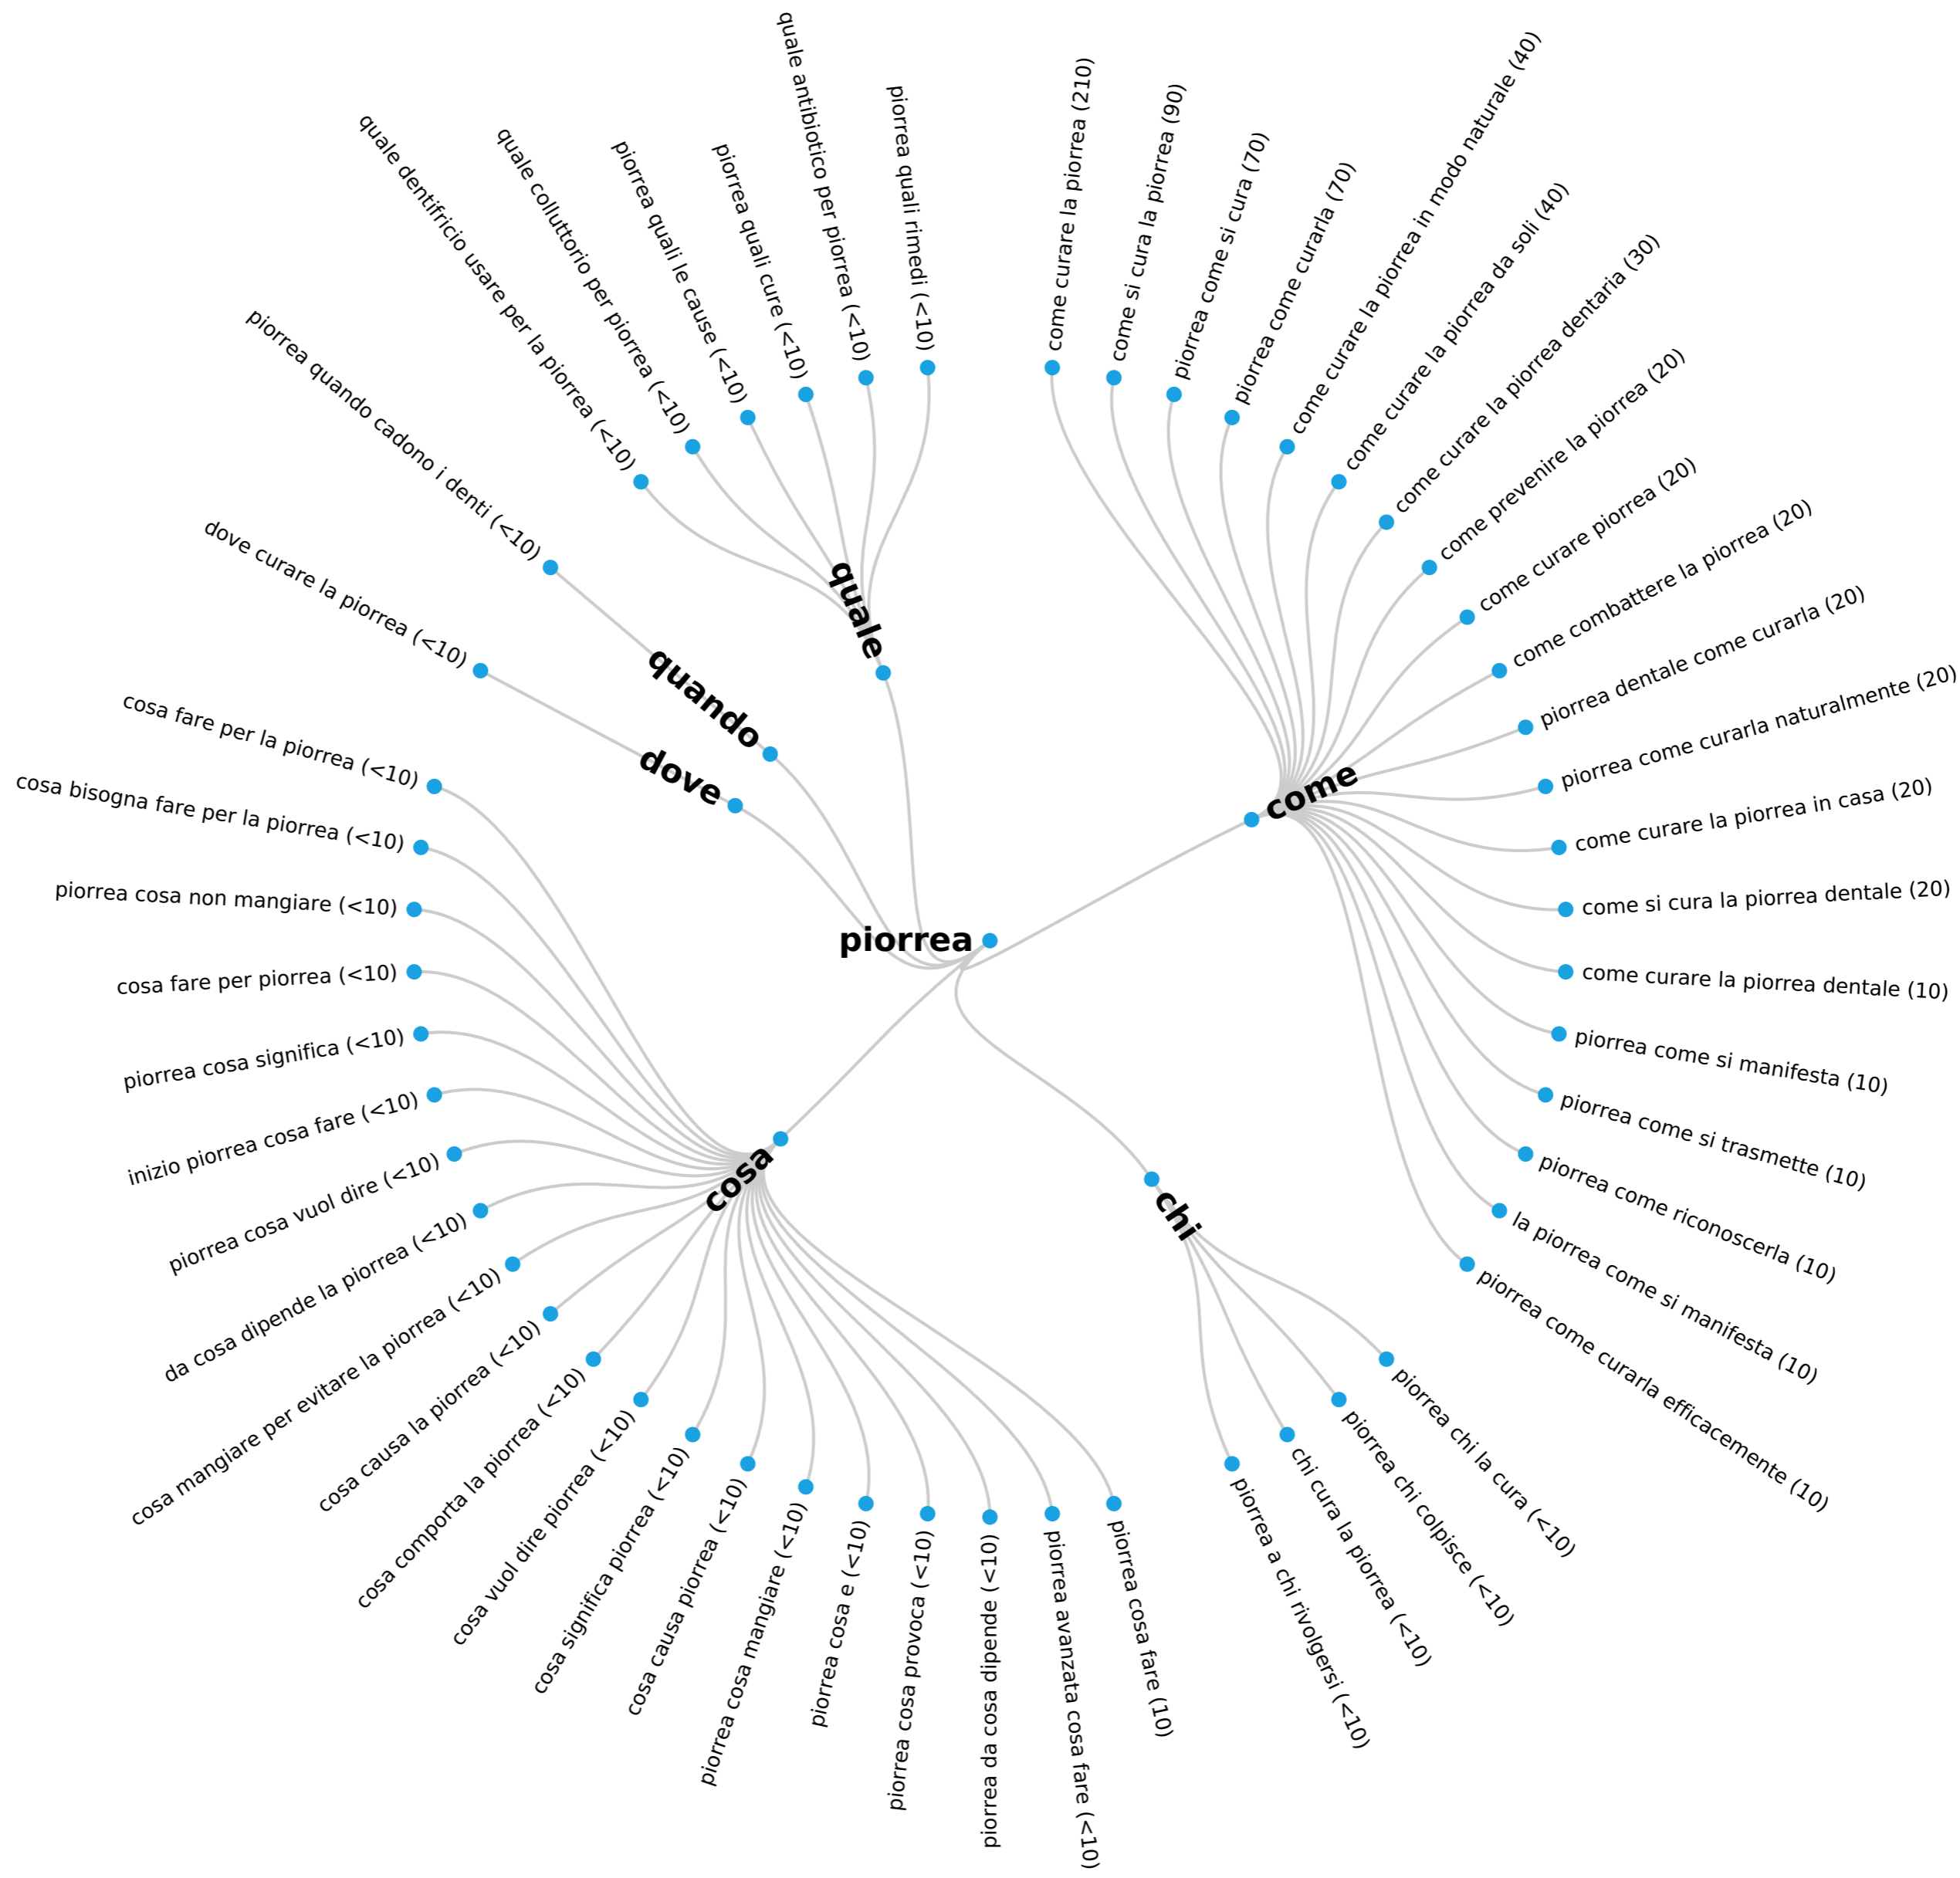 piorrea
come
come curare la piorrea (210)
come si cura la piorrea (90)
piorrea come si cura (70)
piorrea come curarla (70)
come curare la piorrea in modo naturale (40)
come curare la piorrea da soli (40)
come curare la piorrea dentaria (30)
come prevenire la piorrea (20)
come curare piorrea (20)
come combattere la piorrea (20)
piorrea dentale come curarla (20)
piorrea come curarla naturalmente (20)
come curare la piorrea in casa (20)
come si cura la piorrea dentale (20)
come curare la piorrea dentale (10)
piorrea come si manifesta (10)
piorrea come si trasmette (10)
piorrea come riconoscerla (10)
la piorrea come si manifesta (10)
piorrea come curarla efficacemente (10)
chi
piorrea chi la cura (<10)
piorrea chi colpisce (<10)
chi cura la piorrea (<10)
piorrea a chi rivolgersi (<10)
cosa
piorrea cosa fare (10)
piorrea avanzata cosa fare (<10)
piorrea da cosa dipende (<10)
piorrea cosa provoca (<10)
piorrea cosa e (<10)
piorrea cosa mangiare (<10)
cosa causa piorrea (<10)
cosa significa piorrea (<10)
cosa vuol dire piorrea (<10)
cosa comporta la piorrea (<10)
cosa causa la piorrea (<10)
cosa mangiare per evitare la piorrea (<10)
da cosa dipende la piorrea (<10)
piorrea cosa vuol dire (<10)
inizio piorrea cosa fare (<10)
piorrea cosa significa (<10)
cosa fare per piorrea (<10)
piorrea cosa non mangiare (<10)
cosa bisogna fare per la piorrea (<10)
cosa fare per la piorrea (<10)
dove
dove curare la piorrea (<10)
quando
piorrea quando cadono i denti (<10)
quale
quale dentifricio usare per la piorrea (<10)
quale colluttorio per piorrea (<10)
piorrea quali le cause (<10)
piorrea quali cure (<10)
quale antibiotico per piorrea (<10)
piorrea quali rimedi (<10)